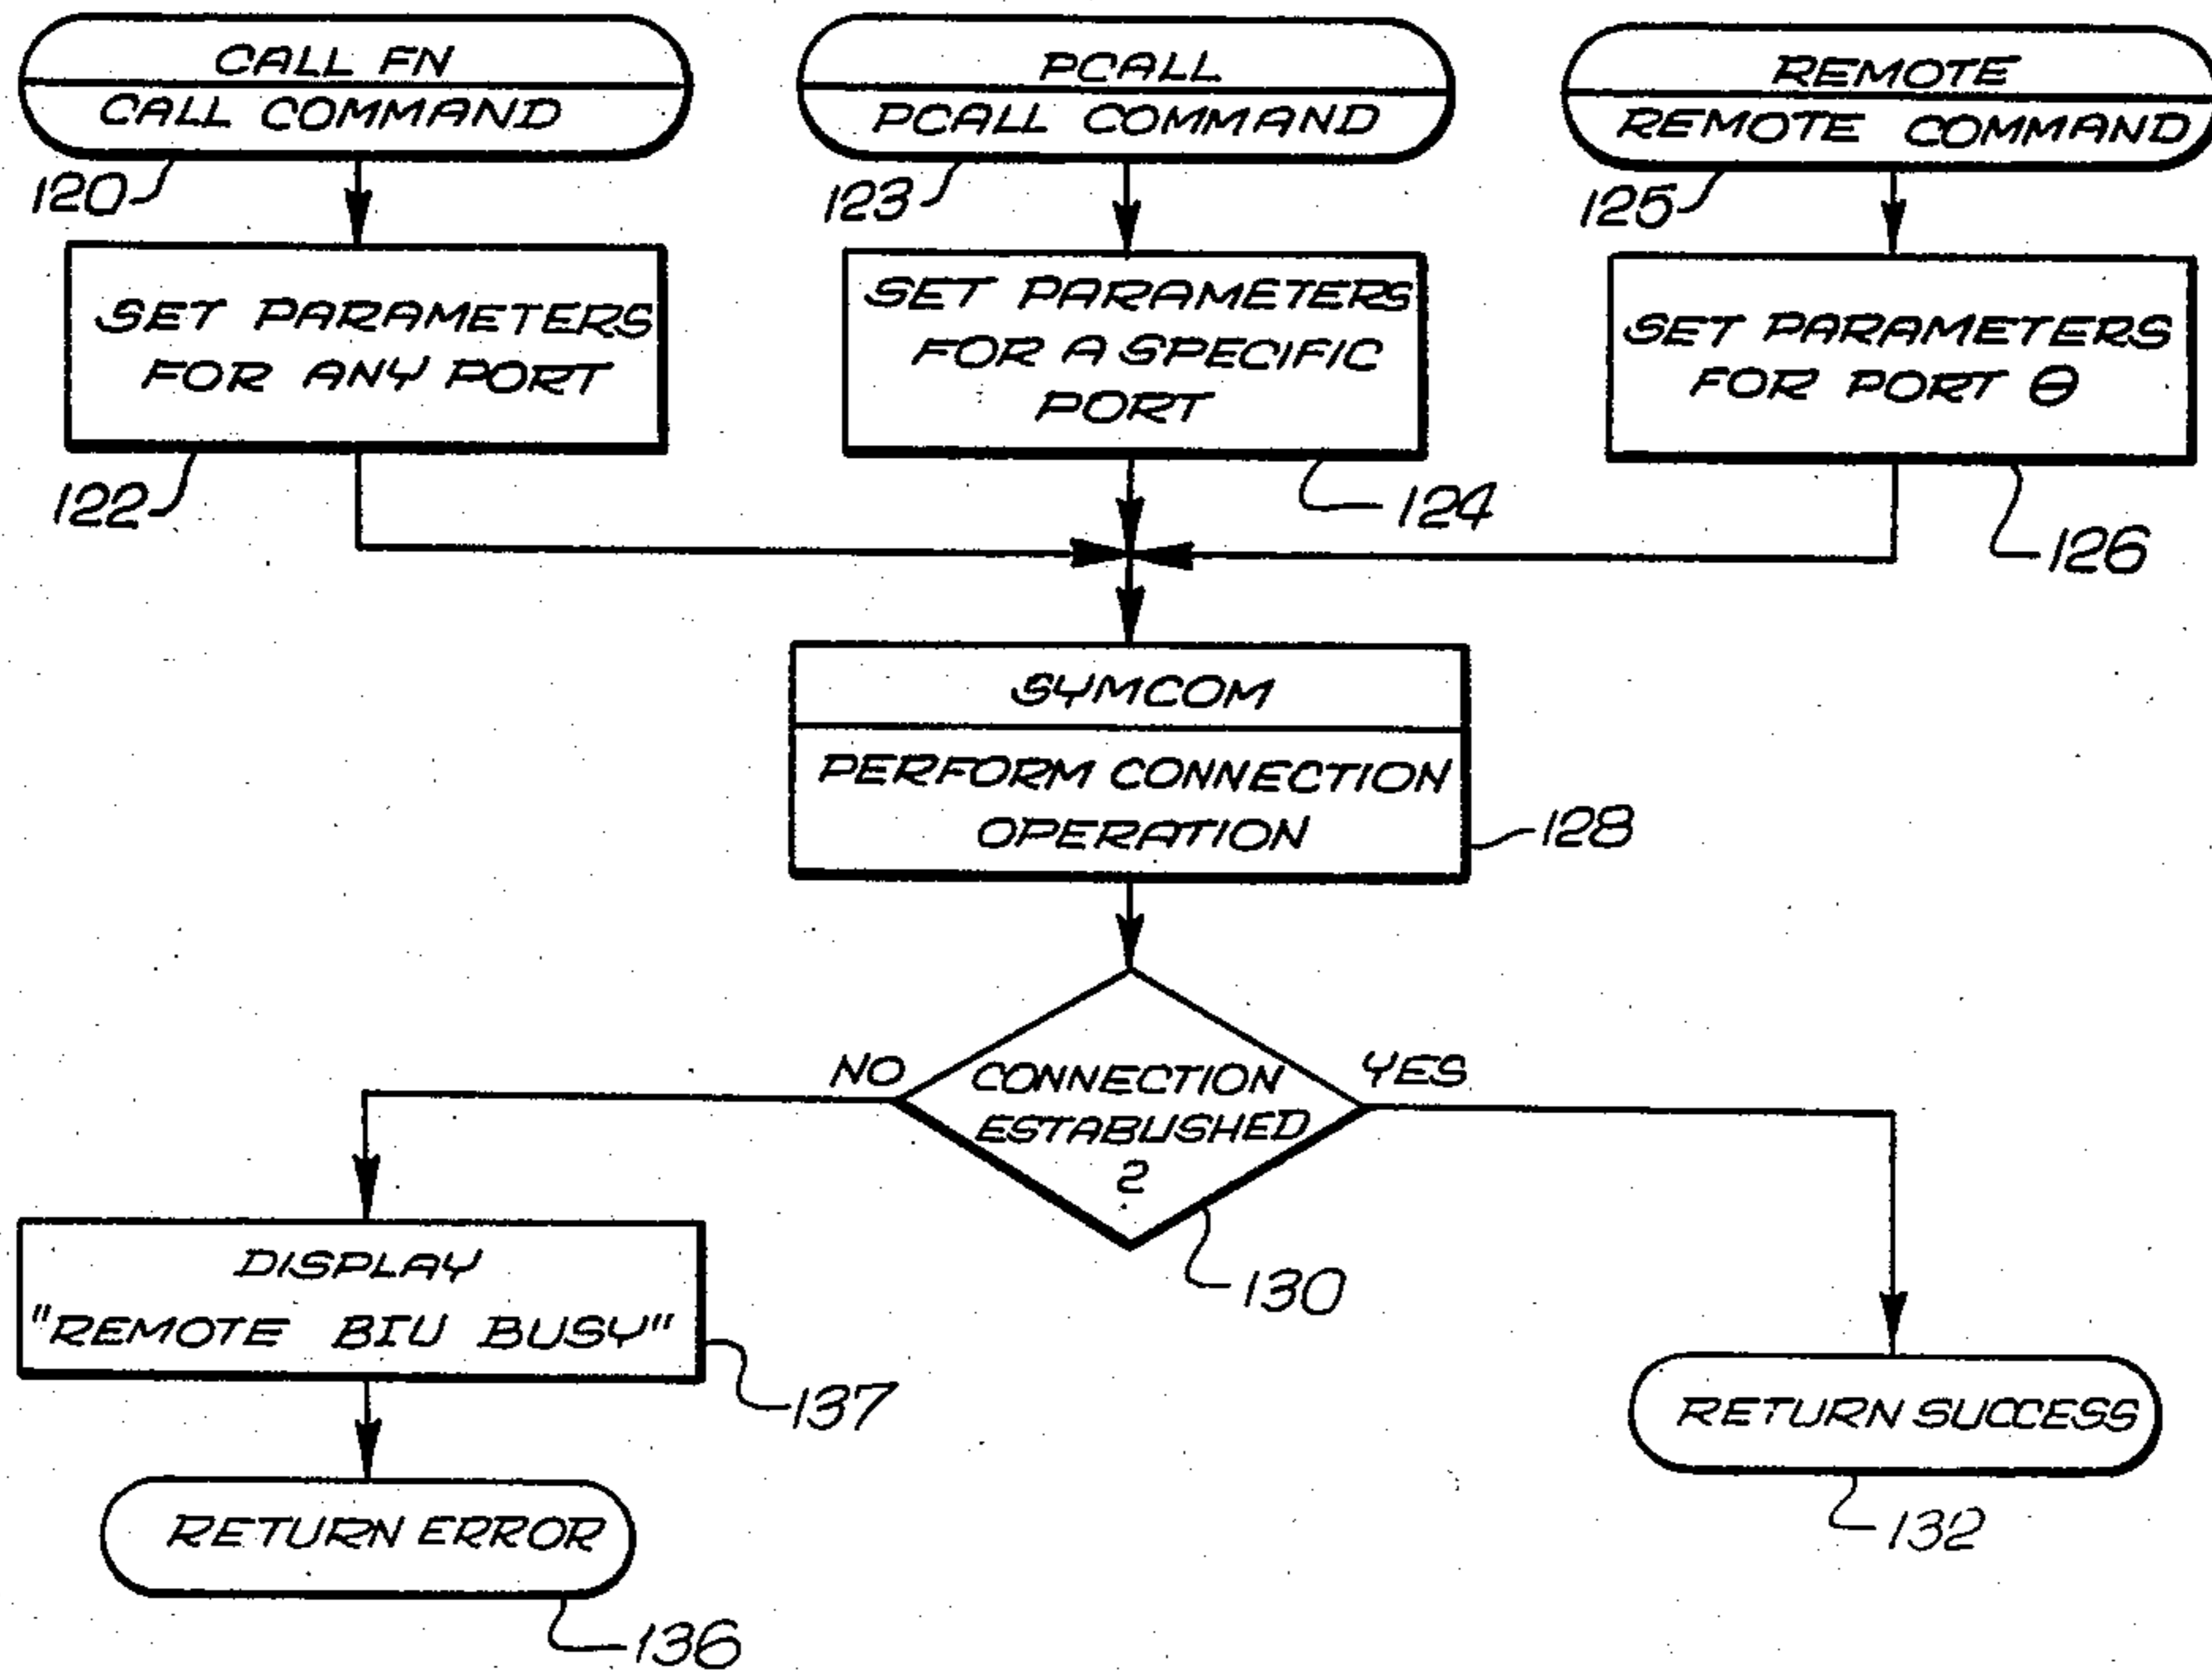 CALL FN
CALL COMMAND
120
PCALL
PCALL COMMAND
123
REMOTE
REMOTE COMMAND
125
SET PARAMETERS
FOR ANY PORT
122
SET PARAMETERS
FOR A SPECIFIC
PORT
124
SET PARAMETERS
FOR PORT 0
126
SYMCOM
PERFORM CONNECTION
OPERATION
128
NO
CONNECTION
ESTABLISHED
?
YES
130
DISPLAY
"REMOTE BIU BUSY"
137
RETURN SUCCESS
132
RETURN ERROR
136